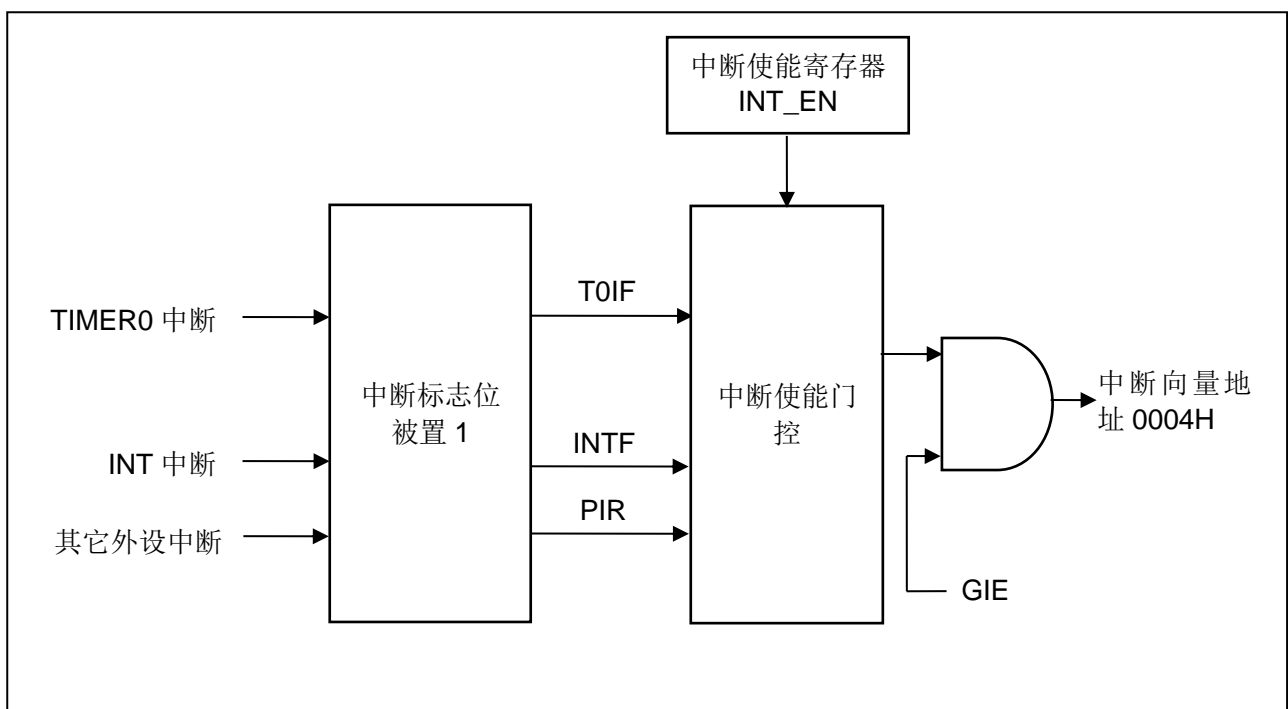 中断使能寄存器
INT_EN
TIMER0 中断
INT 中断
其它外设中断
中断标志位
被置 1
T0IF
INTF
PIR
中断使能门
控
GIE
中断向量地
址 0004H